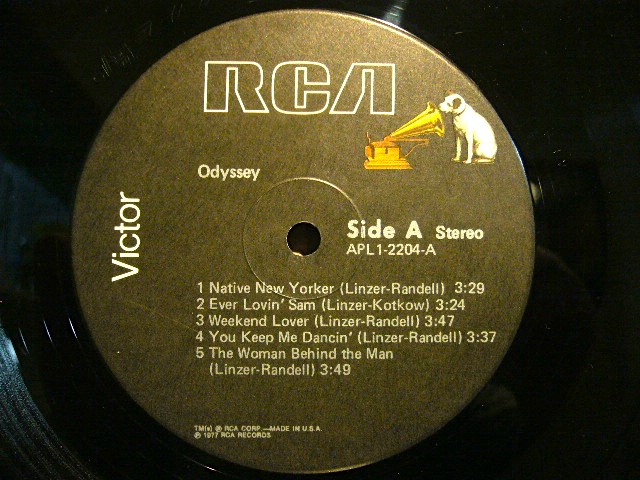 RCA
Odyssey
Victor
Side A Stereo
APL1-2204-A
1 Native New Yorker (Linzer-Randell) 3:29
2 Ever Lovin' Sam (Linzer-Kotkow) 3:24
3 Weekend Lover (Linzer-Randell) 3:47
4 You Keep Me Dancin' (Linzer-Randell) 3:37
5 The Woman Behind the Man
(Linzer-Randell) 3:49
TM(s) ® RCA CORP.—MADE IN U.S.A.
℗ 1977 RCA RECORDS